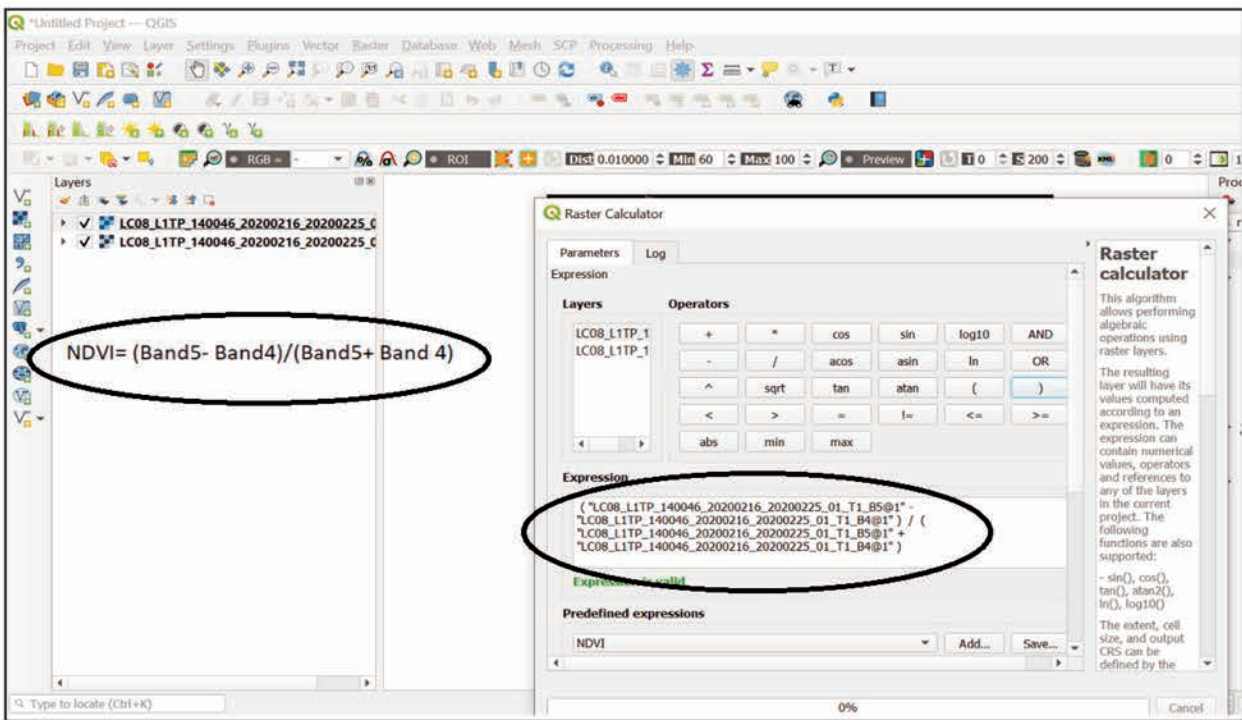 *Untitled Project — QGIS
Project Edit View Layer Settings Plugins Vector Raster Database Web Mesh SCP Processing Help
RGB = -
ROI
Dist 0.010000 Min 60 Max 100
Preview
0 S 200
0
1
Layers
LC08_L1TP_140046_20200216_20200225_0
LC08_L1TP_140046_20200216_20200225_0
NDVI= (Band5- Band4)/(Band5+ Band 4)
Type to locate (Ctrl+K)
Raster Calculator
Parameters Log
Expression
Layers
LC08_L1TP_1
LC08_L1TP_1
Operators
+ * cos sin log10 AND
- / acos asin ln OR
^ sqrt tan atan ( )
< > = != <= >=
abs min max
Expression
( "LC08_L1TP_140046_20200216_20200225_01_T1_B5@1" -
"LC08_L1TP_140046_20200216_20200225_01_T1_B4@1" ) / (
"LC08_L1TP_140046_20200216_20200225_01_T1_B5@1" +
"LC08_L1TP_140046_20200216_20200225_01_T1_B4@1" )
Expression is valid
Predefined expressions
NDVI Add... Save...
0%
Cancel
Raster
calculator
This algorithm
allows performing
algebraic
operations using
raster layers.
The resulting
layer will have its
values computed
according to an
expression. The
expression can
contain numerical
values, operators
and references to
any of the layers
in the current
project. The
following
functions are also
supported:
- sin(), cos(),
tan(), atan2(),
ln(), log10()
The extent, cell
size, and output
CRS can be
defined by the
Proc